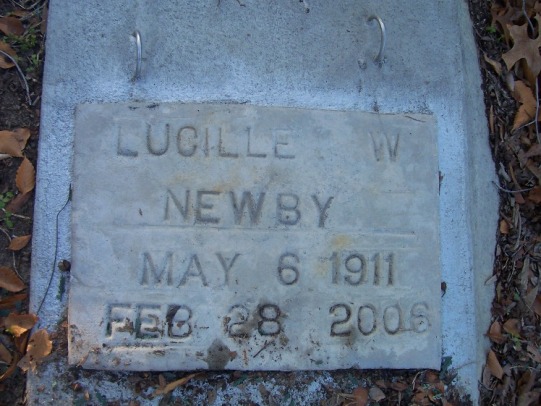 LUCILLE W
NEWBY
MAY 6 1911
FEB 28 2006